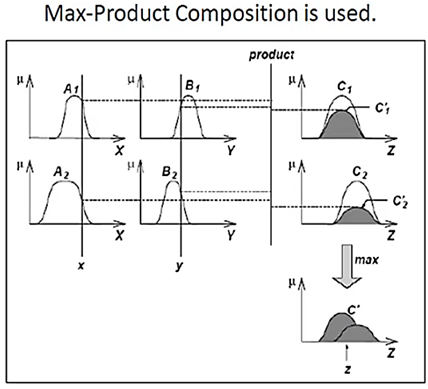 Max-Product Composition is used.
product
μ A1 μ B1 μ C1
C'1
X Y Z
μ A2 μ B2 μ C2
C'2
X Y Z
x y
max
μ C'
Z
z